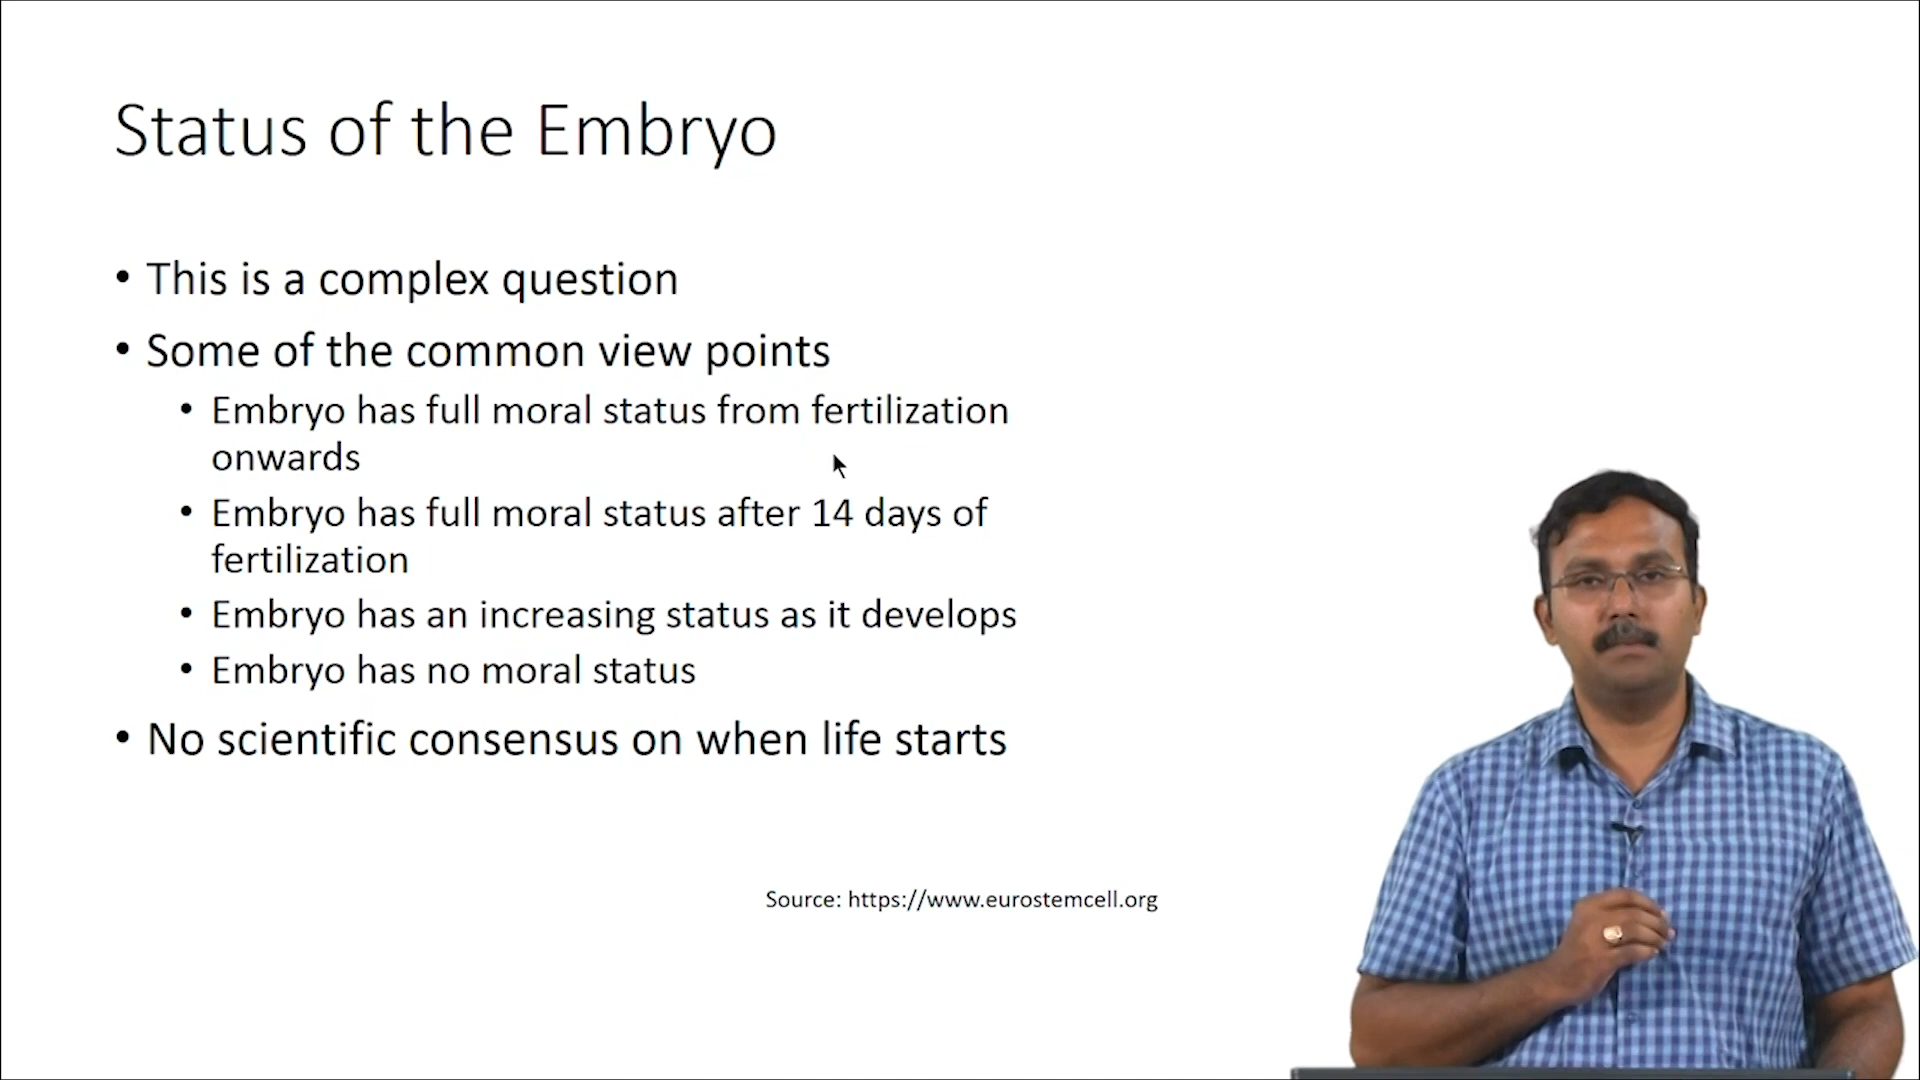 Status of the Embryo
• This is a complex question
• Some of the common view points
• Embryo has full moral status from fertilization
onwards
• Embryo has full moral status after 14 days of
fertilization
• Embryo has an increasing status as it develops
• Embryo has no moral status
• No scientific consensus on when life starts
Source: https://www.eurostemcell.org